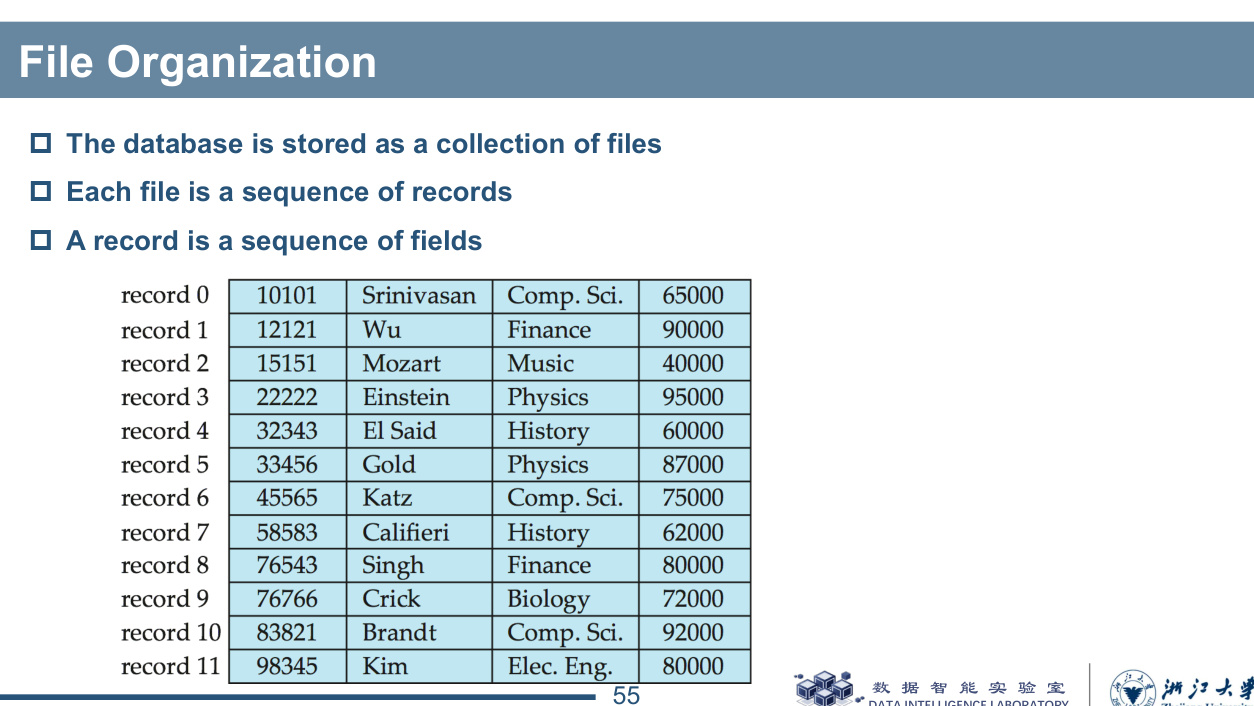 File Organization
The database is stored as a collection of files
Each file is a sequence of records
A record is a sequence of fields
record 0 10101 Srinivasan Comp. Sci. 65000
record 1 12121 Wu Finance 90000
record 2 15151 Mozart Music 40000
record 3 22222 Einstein Physics 95000
record 4 32343 El Said History 60000
record 5 33456 Gold Physics 87000
record 6 45565 Katz Comp. Sci. 75000
record 7 58583 Califieri History 62000
record 8 76543 Singh Finance 80000
record 9 76766 Crick Biology 72000
record 10 83821 Brandt Comp. Sci. 92000
record 11 98345 Kim Elec. Eng. 80000
55
数据智能实验室
DATA INTELLIGENCE LABORATORY
浙江大学